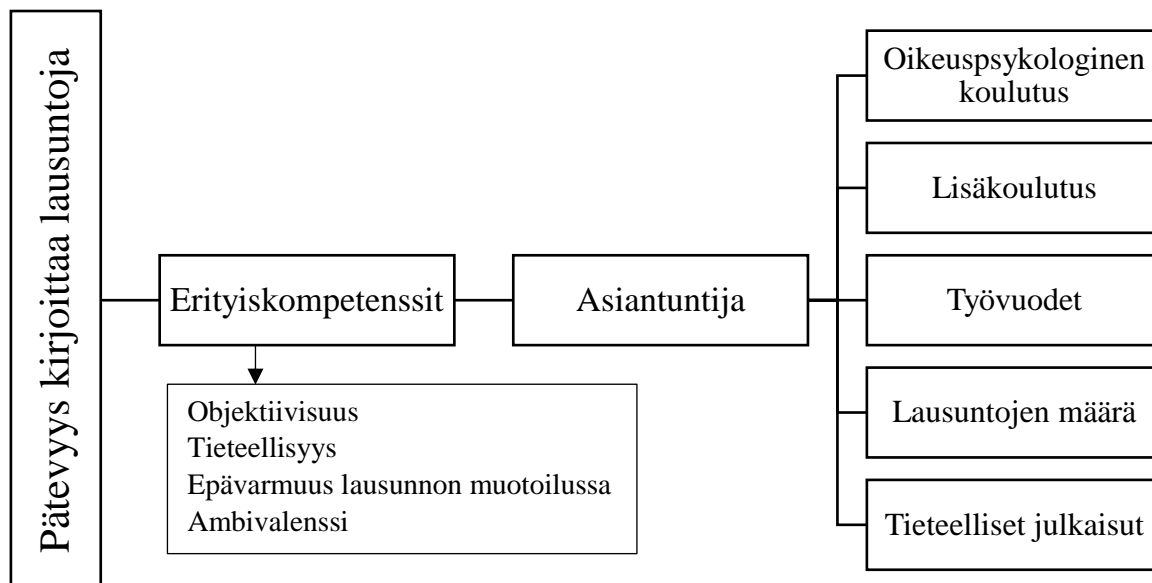 Pätevyys kirjoittaa lausuntoja
Erityiskompetenssit
Objektiivisuus
Tieteellisyys
Epävarmuus lausunnon muotoilussa
Ambivalenssi
Asiantuntija
Oikeuspsykologinen
koulutus
Lisäkoulutus
Työvuodet
Lausuntojen määrä
Tieteelliset julkaisut